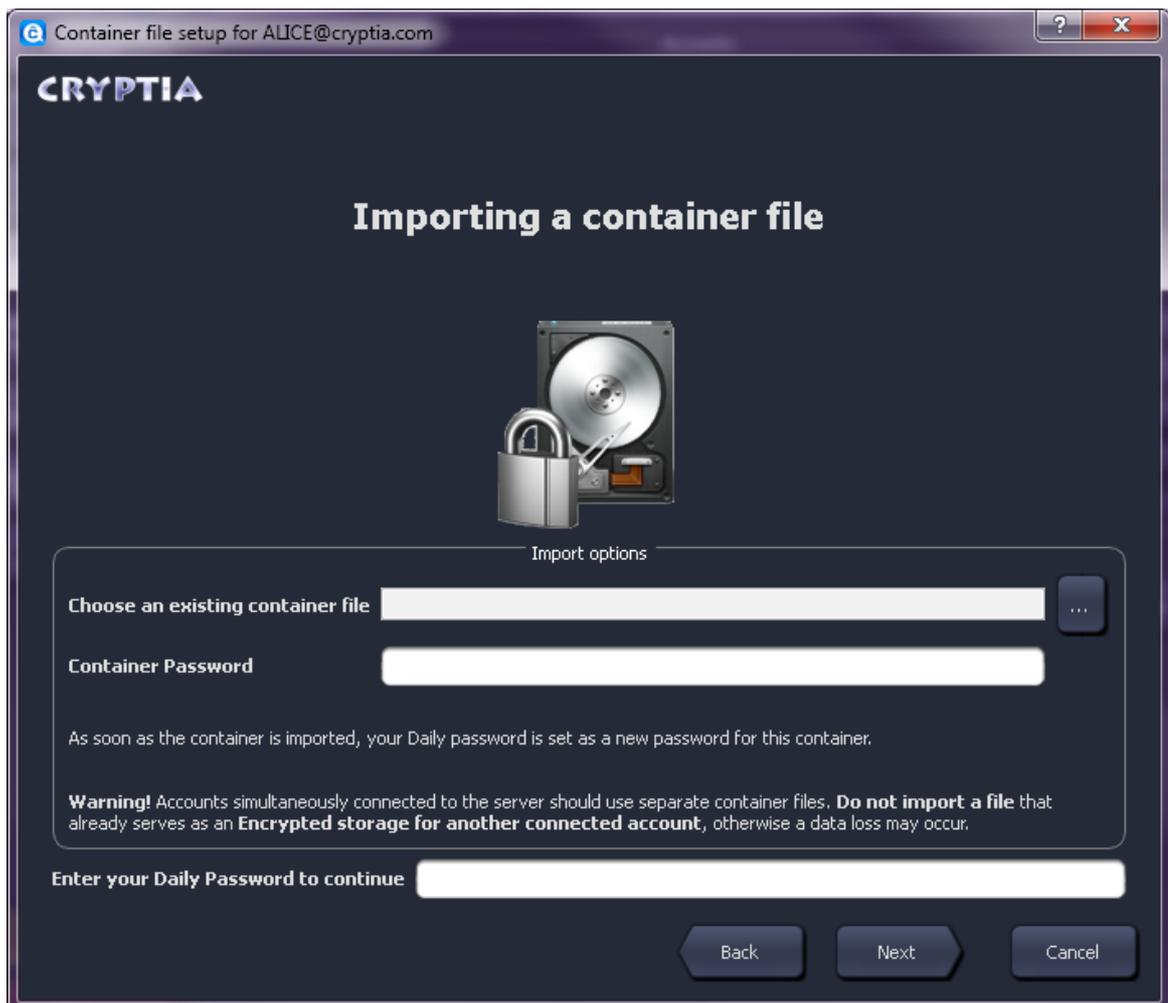 Container file setup for ALICE@cryptia.com
?
X
CRYPTIA
Importing a container file
Import options
Choose an existing container file
...
Container Password
As soon as the container is imported, your Daily password is set as a new password for this container.
Warning! Accounts simultaneously connected to the server should use separate container files. Do not import a file that
already serves as an Encrypted storage for another connected account, otherwise a data loss may occur.
Enter your Daily Password to continue
Back
Next
Cancel